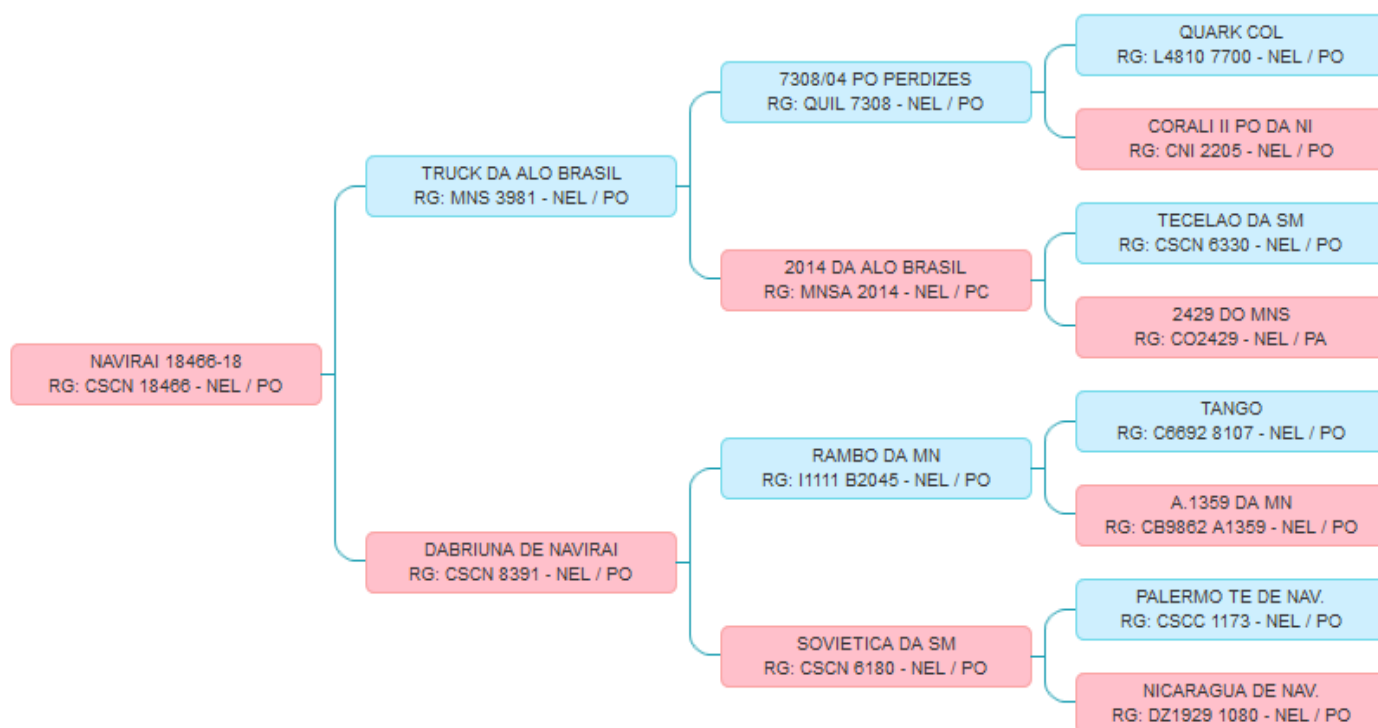 QUARK COL
RG: L4810 7700 - NEL / PO
7308/04 PO PERDIZES
RG: QUIL 7308 - NEL / PO
CORALI II PO DA NI
RG: CNI 2205 - NEL / PO
TRUCK DA ALO BRASIL
RG: MNS 3981 - NEL / PO
TECELAO DA SM
RG: CSCN 6330 - NEL / PO
2014 DA ALO BRASIL
RG: MNSA 2014 - NEL / PC
2429 DO MNS
RG: CO2429 - NEL / PA
NAVIRAI 18466-18
RG: CSCN 18466 - NEL / PO
TANGO
RG: C6692 8107 - NEL / PO
RAMBO DA MN
RG: I1111 B2045 - NEL / PO
A.1359 DA MN
RG: CB9862 A1359 - NEL / PO
DABRIUNA DE NAVIRAI
RG: CSCN 8391 - NEL / PO
PALERMO TE DE NAV.
RG: CSCC 1173 - NEL / PO
SOVIETICA DA SM
RG: CSCN 6180 - NEL / PO
NICARAGUA DE NAV.
RG: DZ1929 1080 - NEL / PO